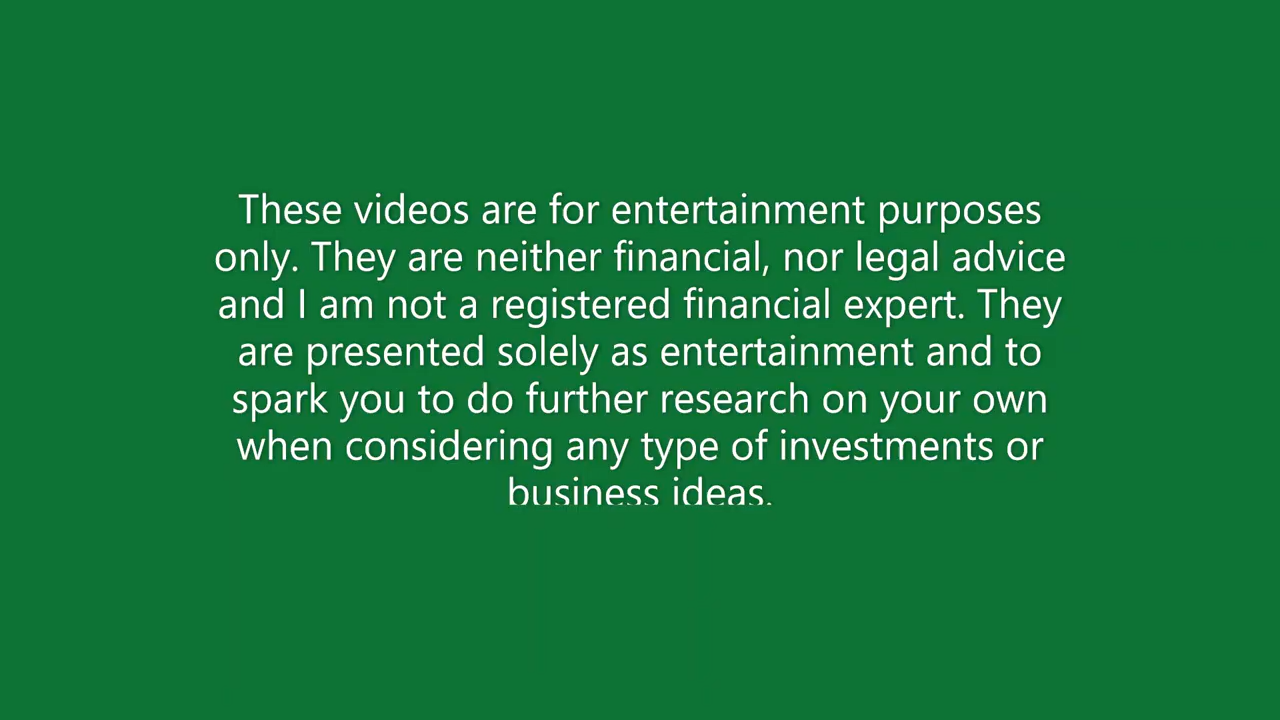 These videos are for entertainment purposes
only. They are neither financial, nor legal advice
and I am not a registered financial expert. They
are presented solely as entertainment and to
spark you to do further research on your own
when considering any type of investments or
business ideas.